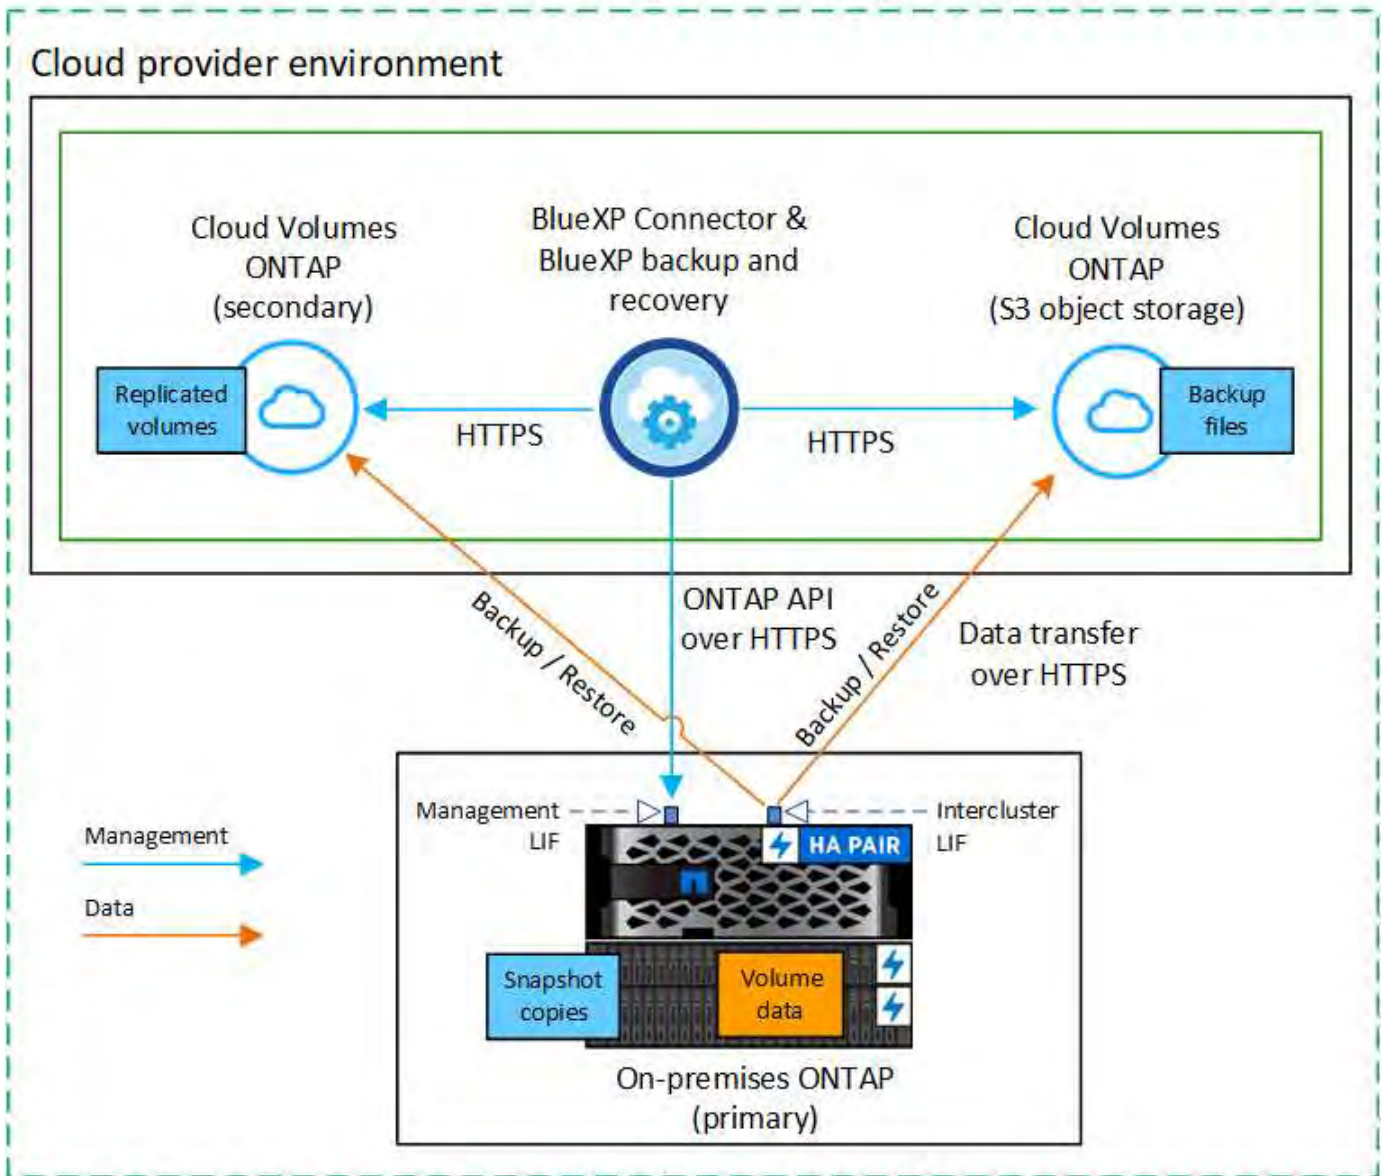 Cloud provider environment
Cloud Volumes
ONTAP
(secondary)
BlueXP Connector &
BlueXP backup and
recovery
Cloud Volumes
ONTAP
(S3 object storage)
Replicated
volumes
HTTPS
HTTPS
Backup
files
Backup / Restore
ONTAP API
over HTTPS
Backup / Restore
Data transfer
over HTTPS
Management
LIF
Intercluster
LIF
HA PAIR
Management
Data
Snapshot
copies
Volume
data
On-premises ONTAP
(primary)